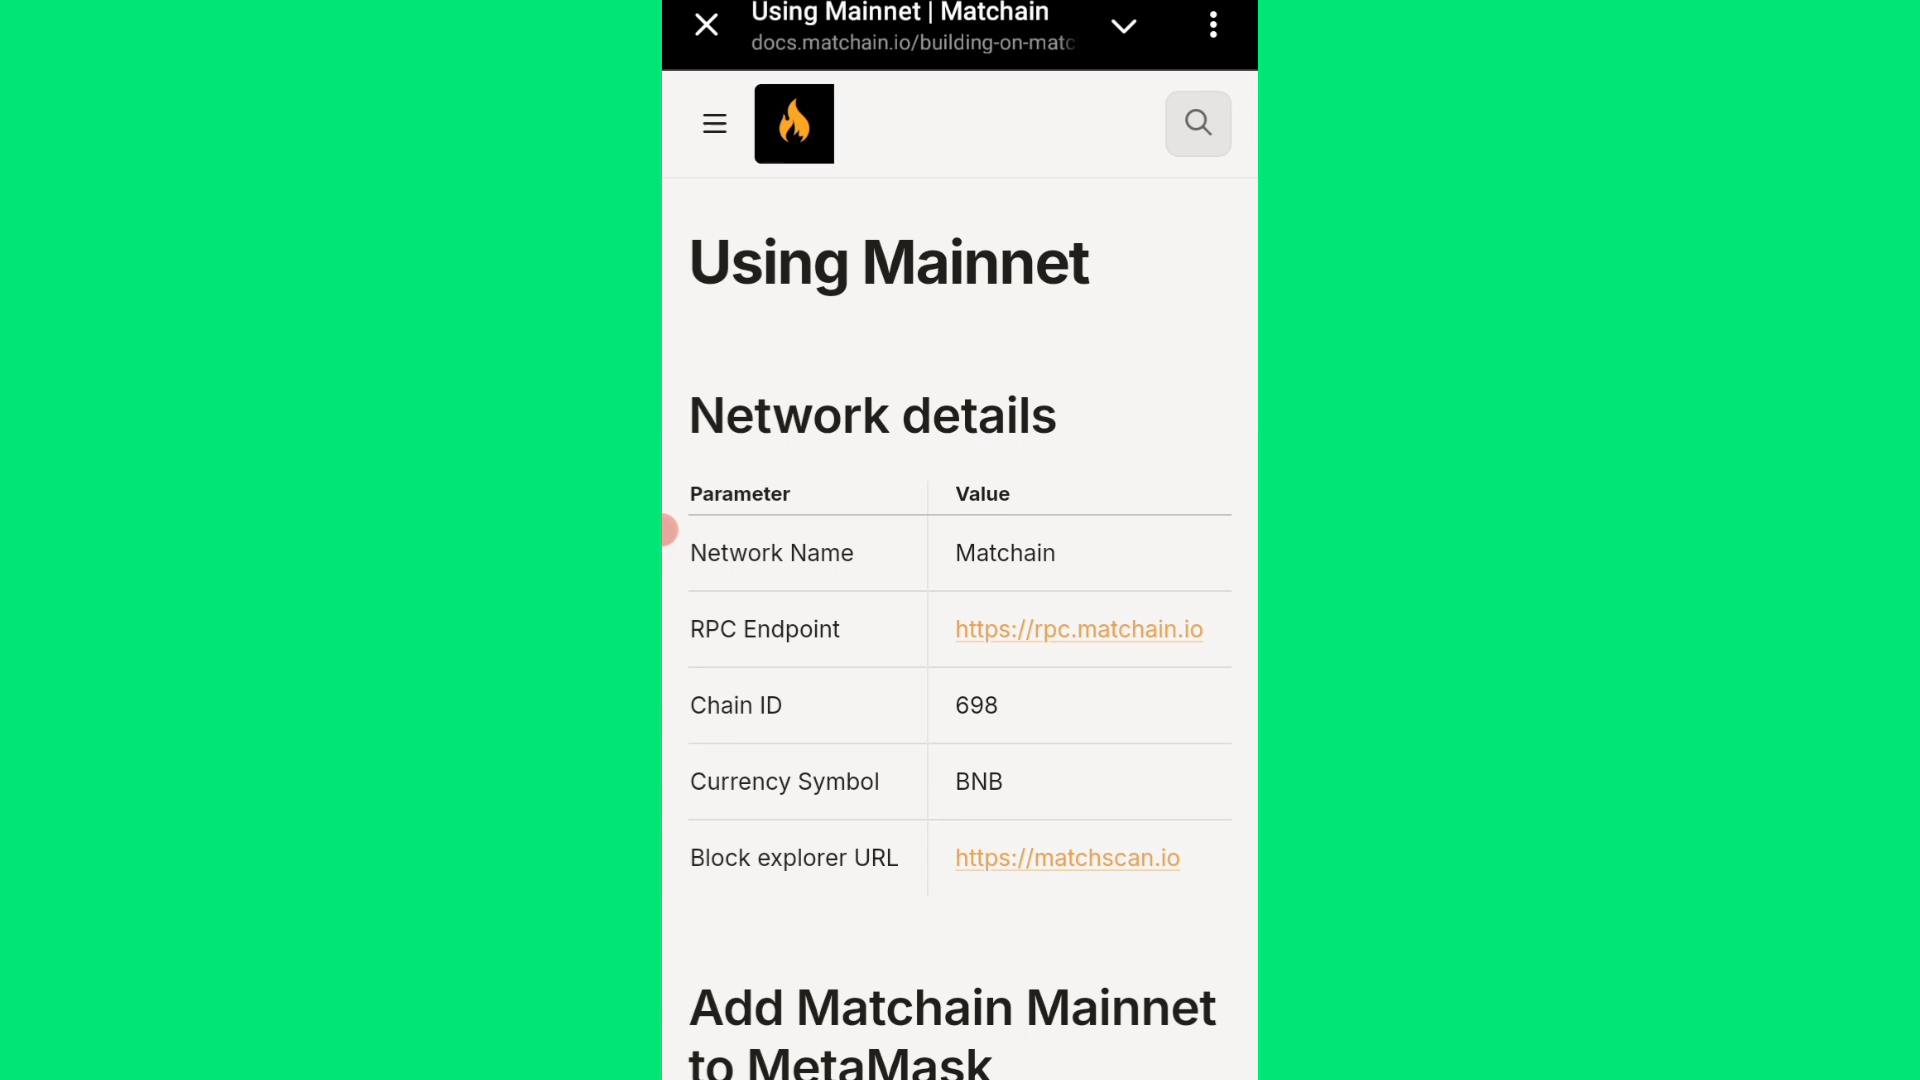 Using Mainnet | Matchain
docs.matchain.io/building-on-matc
Using Mainnet
Network details
Parameter Value
Network Name Matchain
RPC Endpoint https://rpc.matchain.io
Chain ID 698
Currency Symbol BNB
Block explorer URL https://matchscan.io
Add Matchain Mainnet
to MetaMask